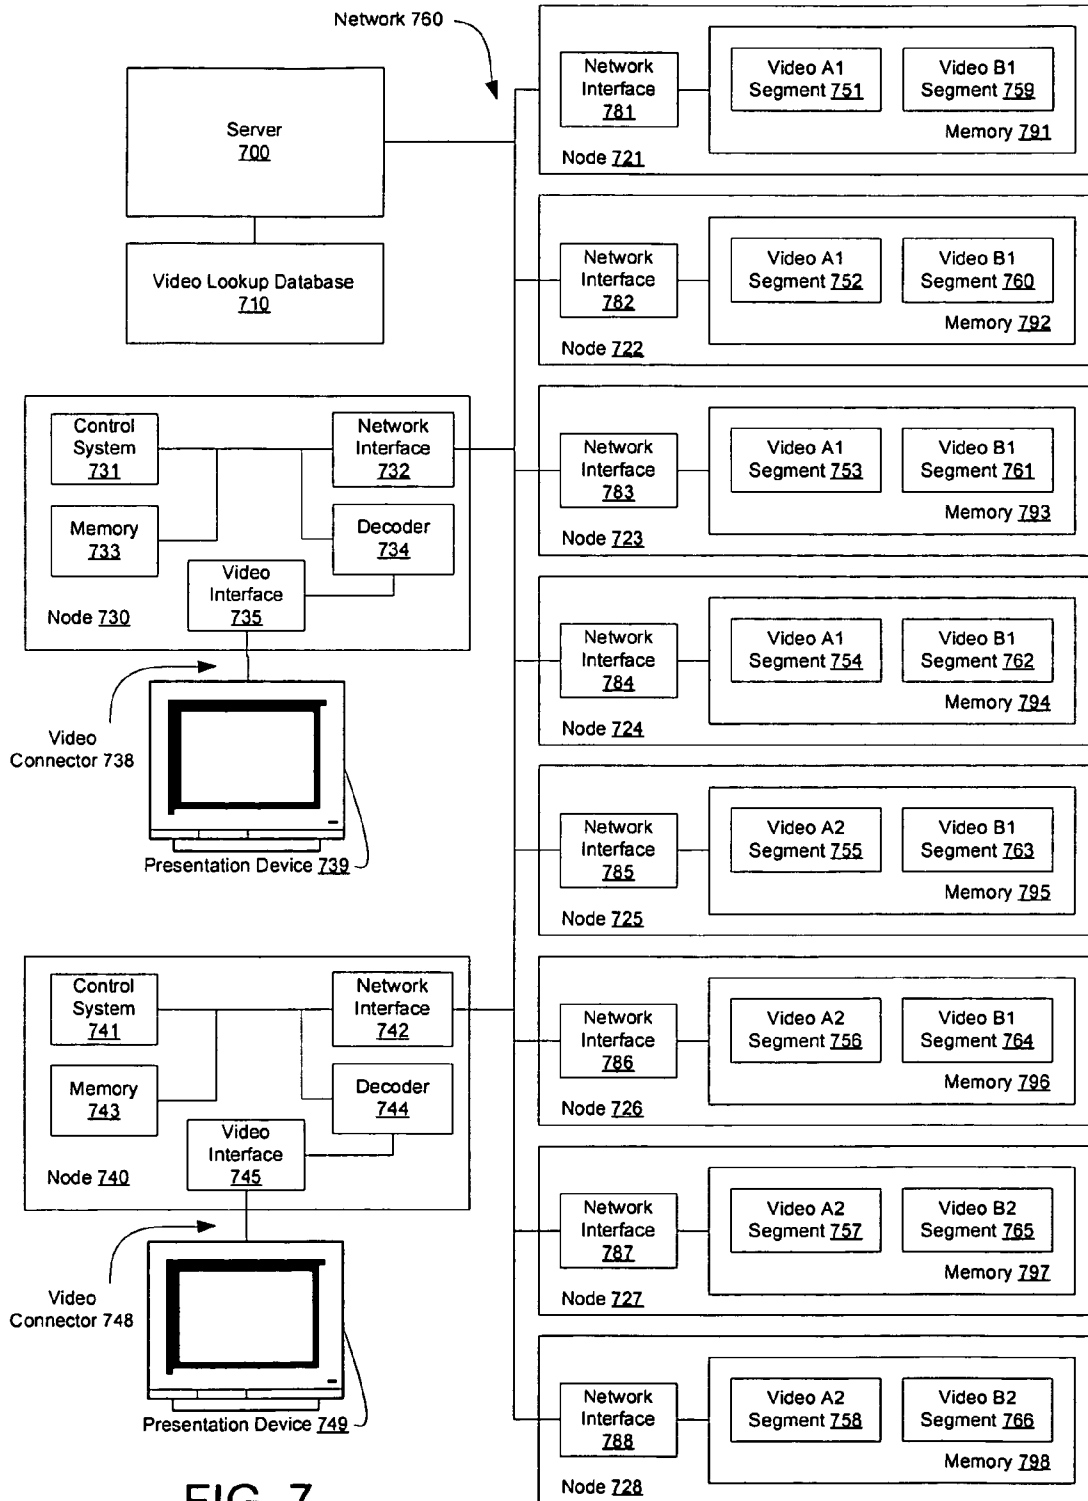 Network 760
Server
700
Video Lookup Database
710
Control
System
731
Network
Interface
732
Memory
733
Decoder
734
Video
Interface
735
Node 730
Video
Connector 738
Presentation Device 739
Control
System
741
Network
Interface
742
Memory
743
Decoder
744
Video
Interface
745
Node 740
Video
Connector 748
Presentation Device 749
Network
Interface
781
Video A1
Segment 751
Video B1
Segment 759
Memory 791
Node 721
Network
Interface
782
Video A1
Segment 752
Video B1
Segment 760
Memory 792
Node 722
Network
Interface
783
Video A1
Segment 753
Video B1
Segment 761
Memory 793
Node 723
Network
Interface
784
Video A1
Segment 754
Video B1
Segment 762
Memory 794
Node 724
Network
Interface
785
Video A2
Segment 755
Video B1
Segment 763
Memory 795
Node 725
Network
Interface
786
Video A2
Segment 756
Video B1
Segment 764
Memory 796
Node 726
Network
Interface
787
Video A2
Segment 757
Video B2
Segment 765
Memory 797
Node 727
Network
Interface
788
Video A2
Segment 758
Video B2
Segment 766
Memory 798
Node 728
FIG. 7